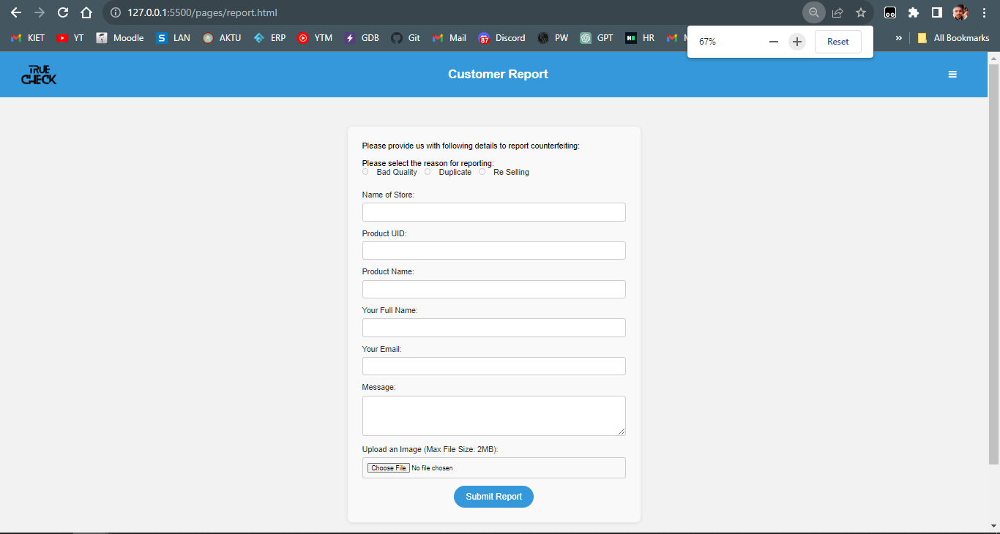 127.0.0.1:5500/pages/report.html
KIET YT Moodle S LAN AKTU ERP YTM GDB Git Mail 87 Discord PW GPT HR M » All Bookmarks
67% Reset
TRUE
CHECK
Customer Report
Please provide us with following details to report counterfeiting:
Please select the reason for reporting:
Bad Quality Duplicate Re Selling
Name of Store:
Product UID:
Product Name:
Your Full Name:
Your Email:
Message:
Upload an Image (Max File Size: 2MB):
Choose File No file chosen
Submit Report